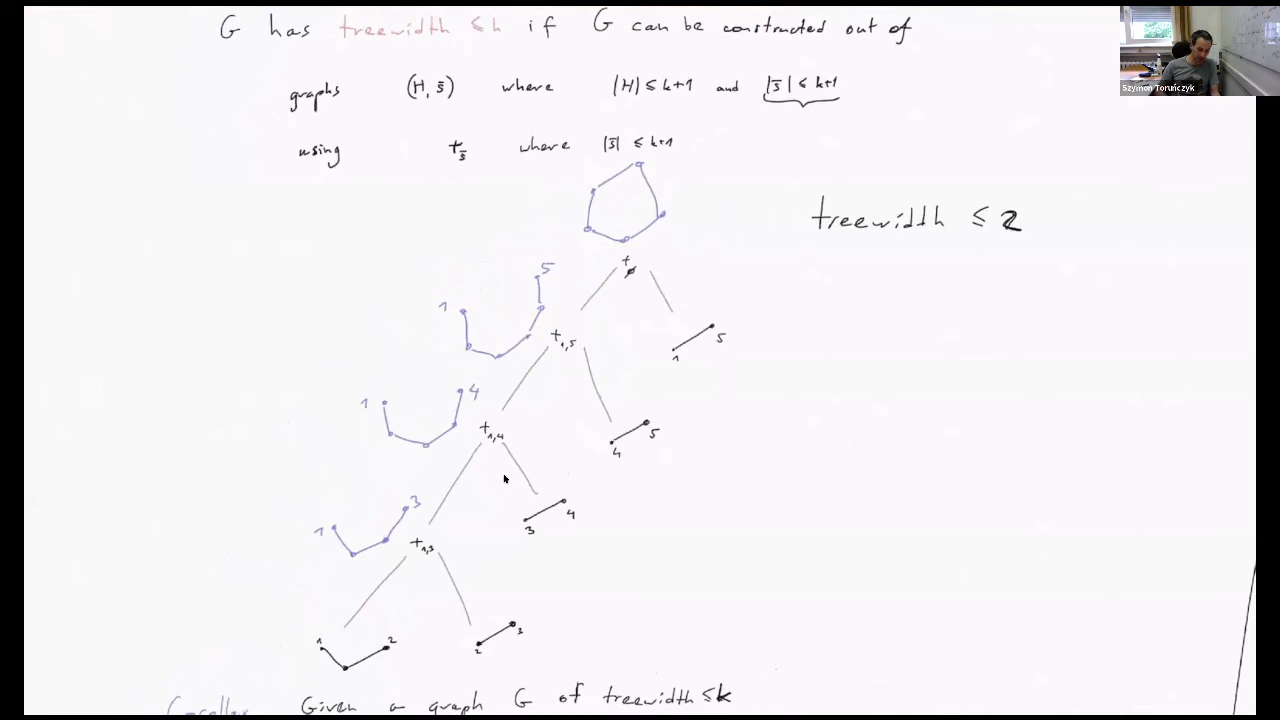 G has treewidth ≤k if G can be constructed out of
graphs (H, s̄) where |H| ≤ k+1 and |s̄| ≤ k+1
using +s̄ where |s̄| ≤ k+1
Szymon Toruńczyk
treewidth ≤ 2
+∅
5
1
+1,5
1 5
1 4
+1,4
4 5
1 3
3 4
+1,3
1 2
2 3
Given a graph G of treewidth ≤k